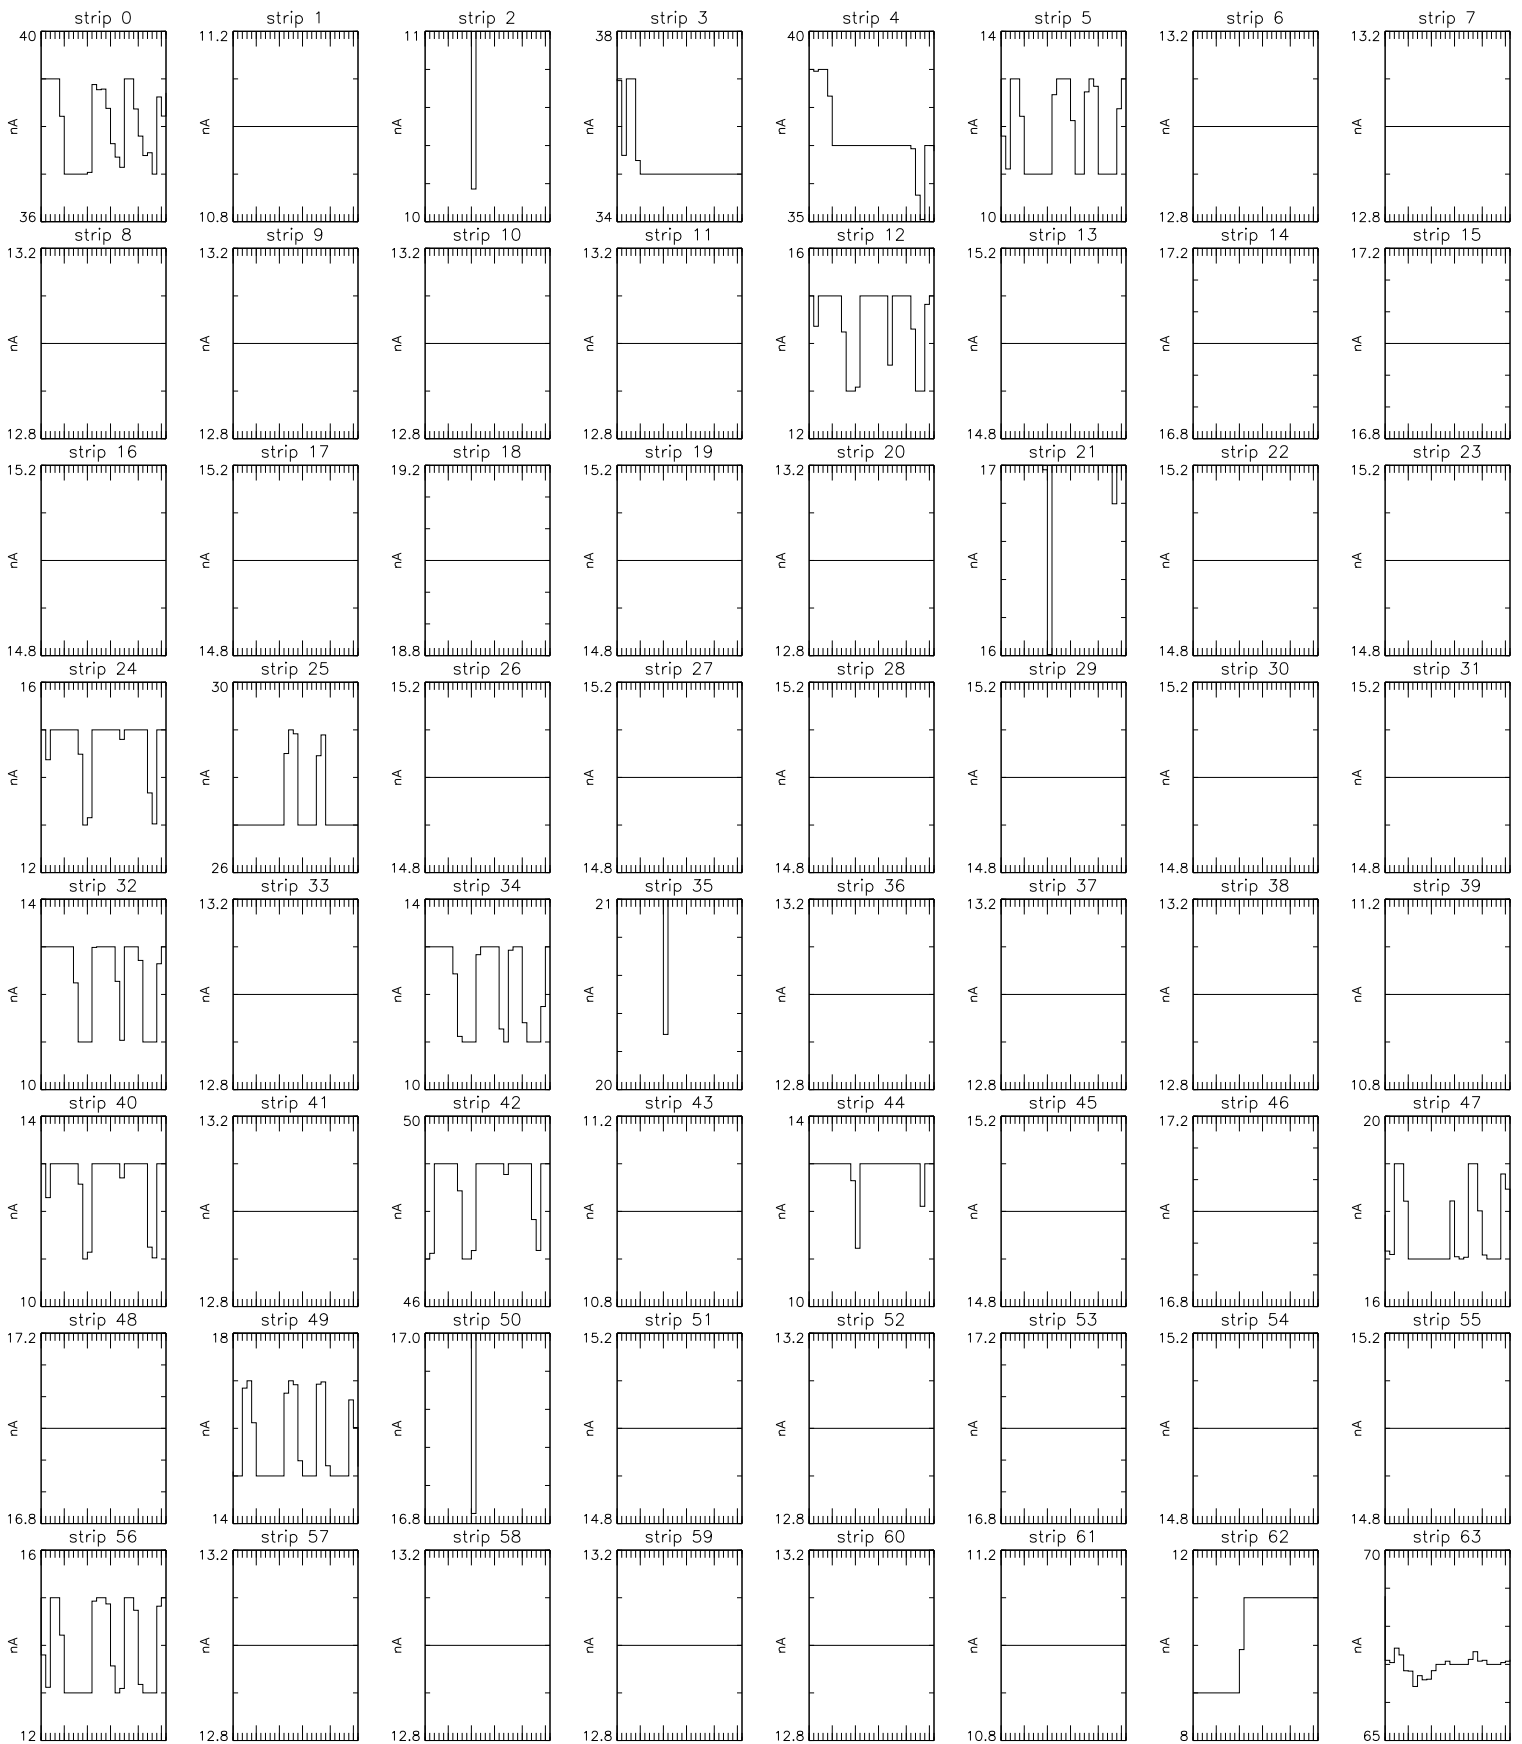 strip 0 strip 1 strip 2 strip 3 strip 4 strip 5 strip 6 strip 7
40 11.2 11 38 40 14 13.2 13.2
nA nA nA nA nA nA nA nA
36 10.8 10 34 35 10 12.8 12.8
strip 8 strip 9 strip 10 strip 11 strip 12 strip 13 strip 14 strip 15
13.2 13.2 13.2 13.2 16 15.2 17.2 17.2
nA nA nA nA nA nA nA nA
12.8 12.8 12.8 12.8 12 14.8 16.8 16.8
strip 16 strip 17 strip 18 strip 19 strip 20 strip 21 strip 22 strip 23
15.2 15.2 19.2 15.2 13.2 17 15.2 15.2
nA nA nA nA nA nA nA nA
14.8 14.8 18.8 14.8 12.8 16 14.8 14.8
strip 24 strip 25 strip 26 strip 27 strip 28 strip 29 strip 30 strip 31
16 30 15.2 15.2 15.2 15.2 15.2 15.2
nA nA nA nA nA nA nA nA
12 26 14.8 14.8 14.8 14.8 14.8 14.8
strip 32 strip 33 strip 34 strip 35 strip 36 strip 37 strip 38 strip 39
14 13.2 14 21 13.2 13.2 13.2 11.2
nA nA nA nA nA nA nA nA
10 12.8 10 20 12.8 12.8 12.8 10.8
strip 40 strip 41 strip 42 strip 43 strip 44 strip 45 strip 46 strip 47
14 13.2 50 11.2 14 15.2 17.2 20
nA nA nA nA nA nA nA nA
10 12.8 46 10.8 10 14.8 16.8 16
strip 48 strip 49 strip 50 strip 51 strip 52 strip 53 strip 54 strip 55
17.2 18 17.0 15.2 13.2 17.2 15.2 15.2
nA nA nA nA nA nA nA nA
16.8 14 16.8 14.8 12.8 16.8 14.8 14.8
strip 56 strip 57 strip 58 strip 59 strip 60 strip 61 strip 62 strip 63
16 13.2 13.2 13.2 13.2 11.2 12 70
nA nA nA nA nA nA nA nA
12 12.8 12.8 12.8 12.8 10.8 8 65